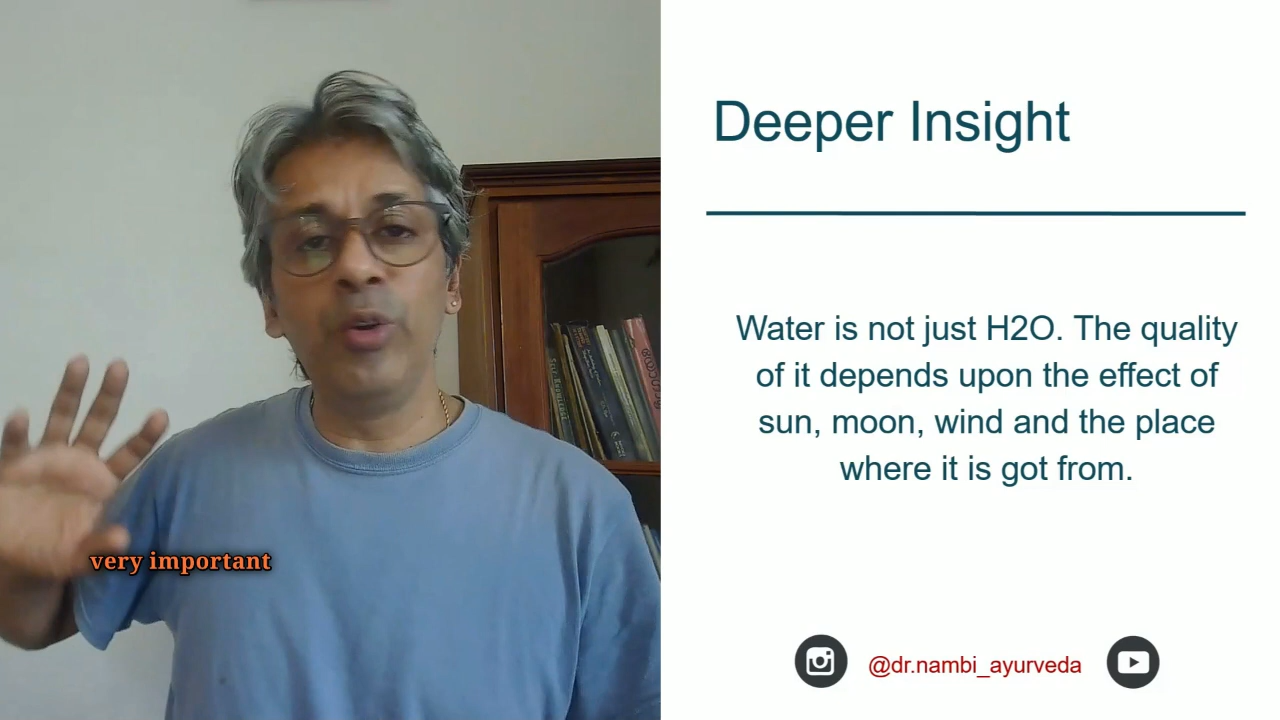 Deeper Insight
Water is not just H2O. The quality
of it depends upon the effect of
sun, moon, wind and the place
where it is got from.
very important
@dr.nambi_ayurveda